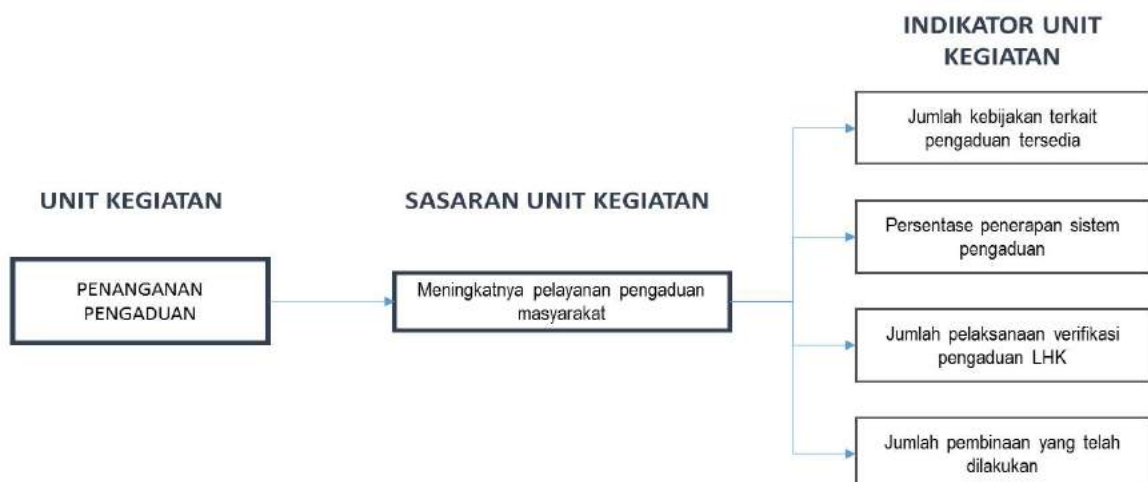 UNIT KEGIATAN
PENANGANAN
PENGADUAN
SASARAN UNIT KEGIATAN
Meningkatnya pelayanan pengaduan
masyarakat
INDIKATOR UNIT
KEGIATAN
Jumlah kebijakan terkait
pengaduan tersedia
Persentase penerapan sistem
pengaduan
Jumlah pelaksanaan verifikasi
pengaduan LHK
Jumlah pembinaan yang telah
dilakukan